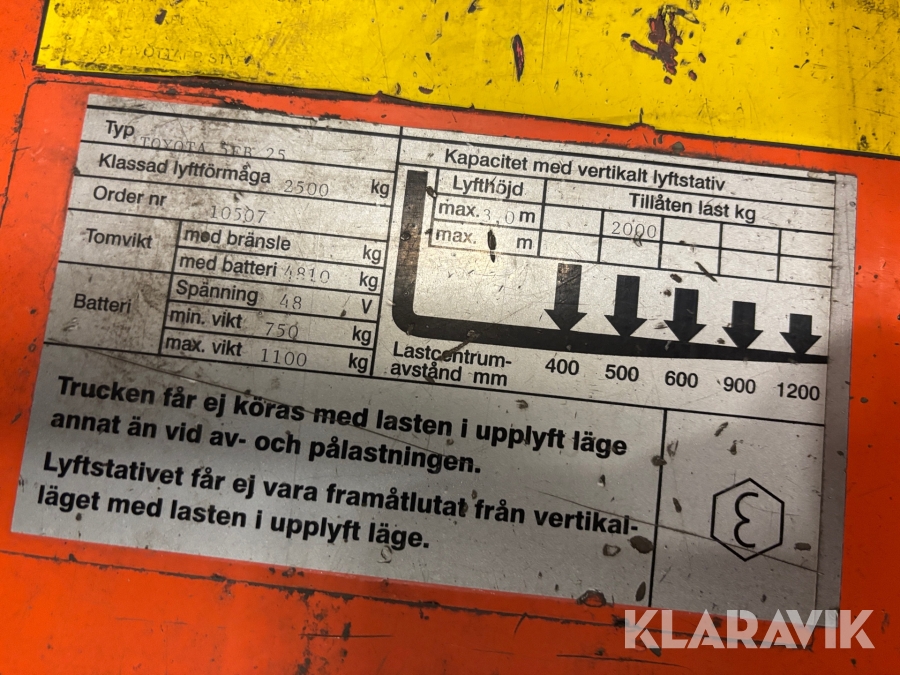 Typ
TOYOTA 5FB 25
Klassad lyftförmåga 2500 kg
Order nr 10507
Tomvikt
med bränsle kg
med batteri 4810 kg
Batteri
Spänning 48 V
min. vikt 750 kg
max. vikt 1100 kg
Kapacitet med vertikalt lyftstativ
Lyfthöjd
Tillåten last kg
max. 3,0 m
2000
max. m
Lastcentrum-
avstånd mm
400 500 600 900 1200
Trucken får ej köras med lasten i upplyft läge
annat än vid av- och pålastningen.
Lyftstativet får ej vara framåtlutat från vertikal-
läget med lasten i upplyft läge.
KLARAVIK